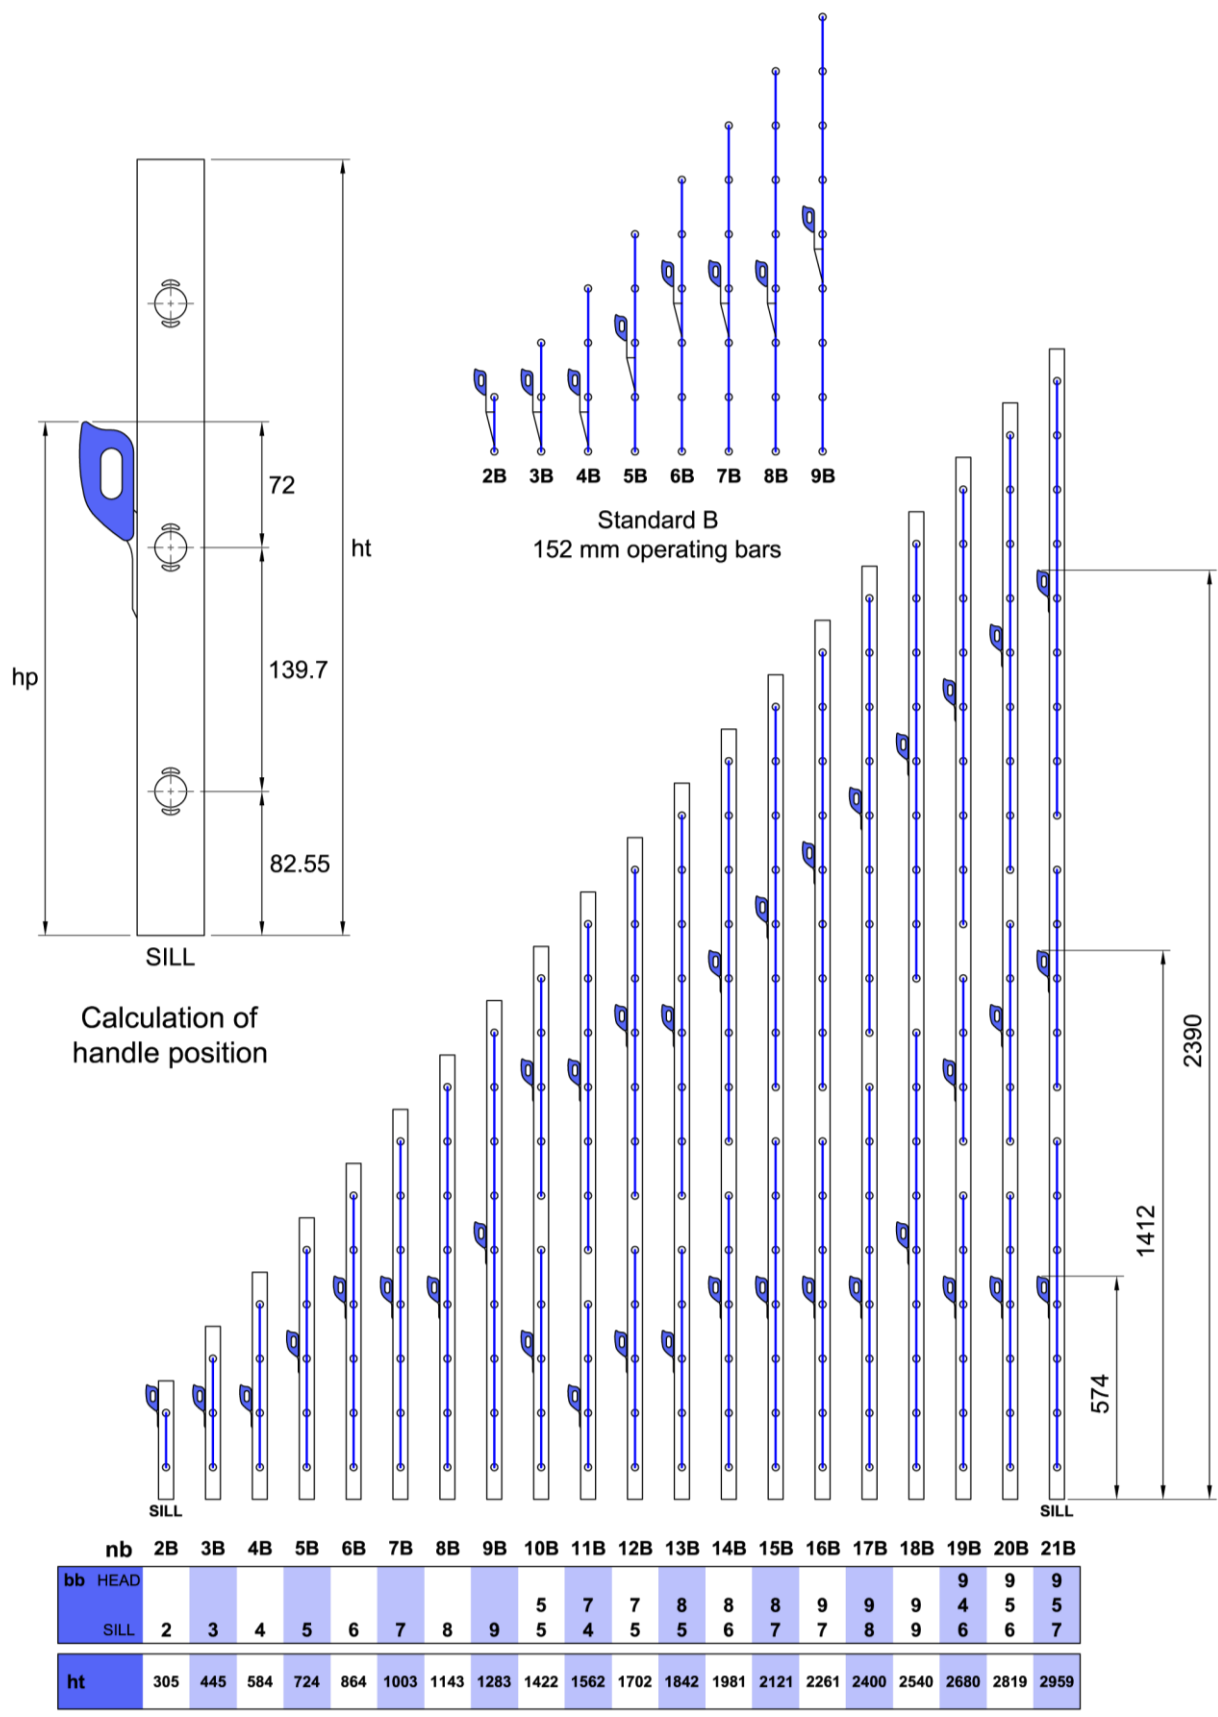 72
ht
139.7
hp
82.55
SILL
Calculation of
handle position
2B 3B 4B 5B 6B 7B 8B 9B
Standard B
152 mm operating bars
2390
1412
574
SILL SILL
nb 2B 3B 4B 5B 6B 7B 8B 9B 10B 11B 12B 13B 14B 15B 16B 17B 18B 19B 20B 21B
bb HEAD 9 9 9
5 7 7 8 8 8 9 9 9 4 5 5
SILL 2 3 4 5 6 7 8 9 5 4 5 5 6 7 7 8 9 6 6 7
ht 305 445 584 724 864 1003 1143 1283 1422 1562 1702 1842 1981 2121 2261 2400 2540 2680 2819 2959